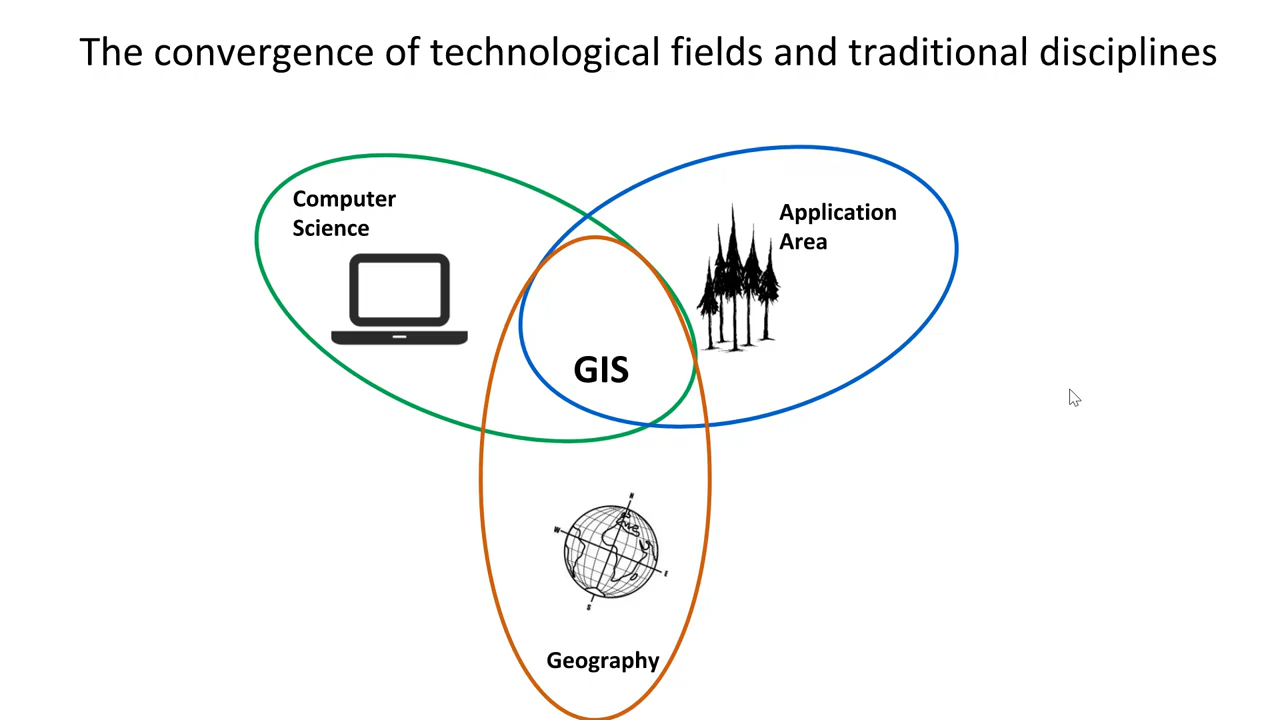 The convergence of technological fields and traditional disciplines
Computer
Science
Application
Area
GIS
N
W
E
S
Geography